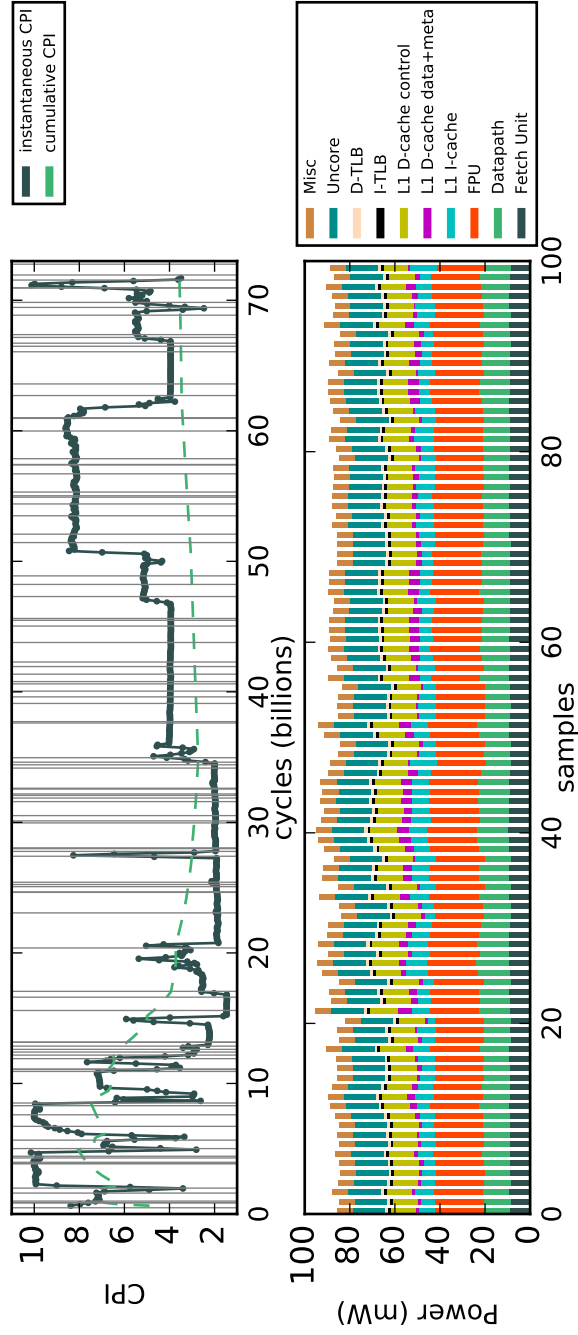 instantaneous CPI
cumulative CPI
CPI
10
8
6
4
2
0
10
20
30
40
50
60
70
cycles (billions)
Misc
Uncore
D-TLB
I-TLB
L1 D-cache control
L1 D-cache data+meta
L1 I-cache
FPU
Datapath
Fetch Unit
Power (mW)
100
80
60
40
20
0
0
20
40
60
80
100
samples